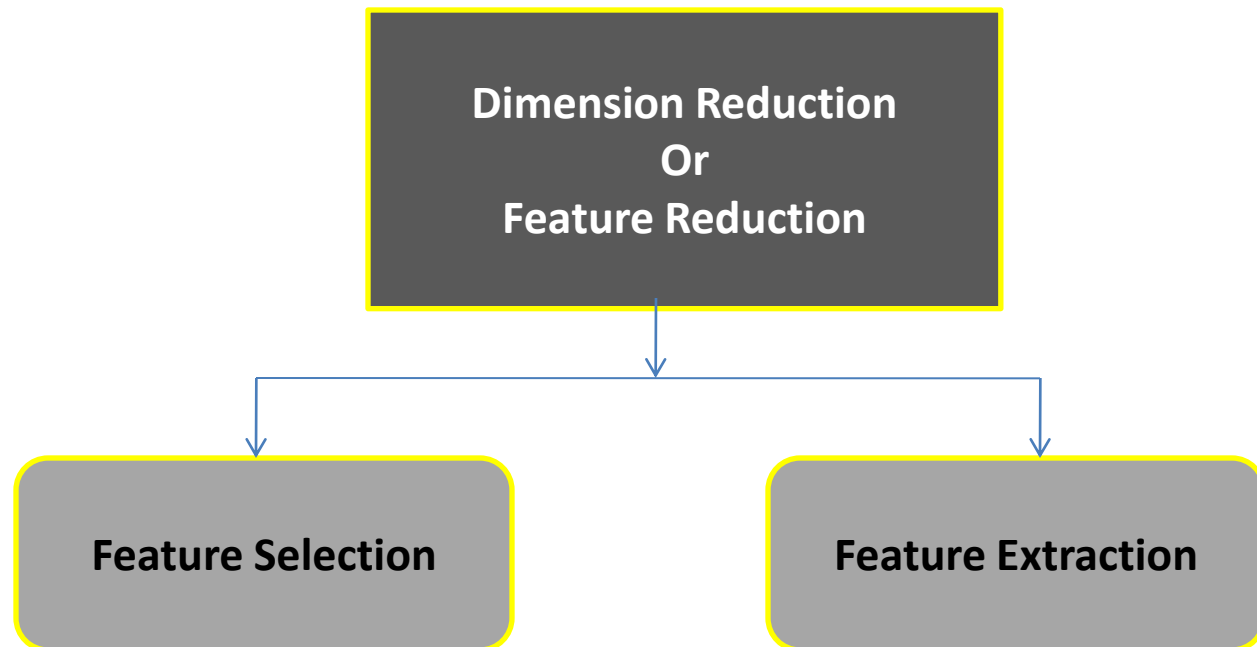 Dimension Reduction
Or
Feature Reduction
Feature Selection
Feature Extraction